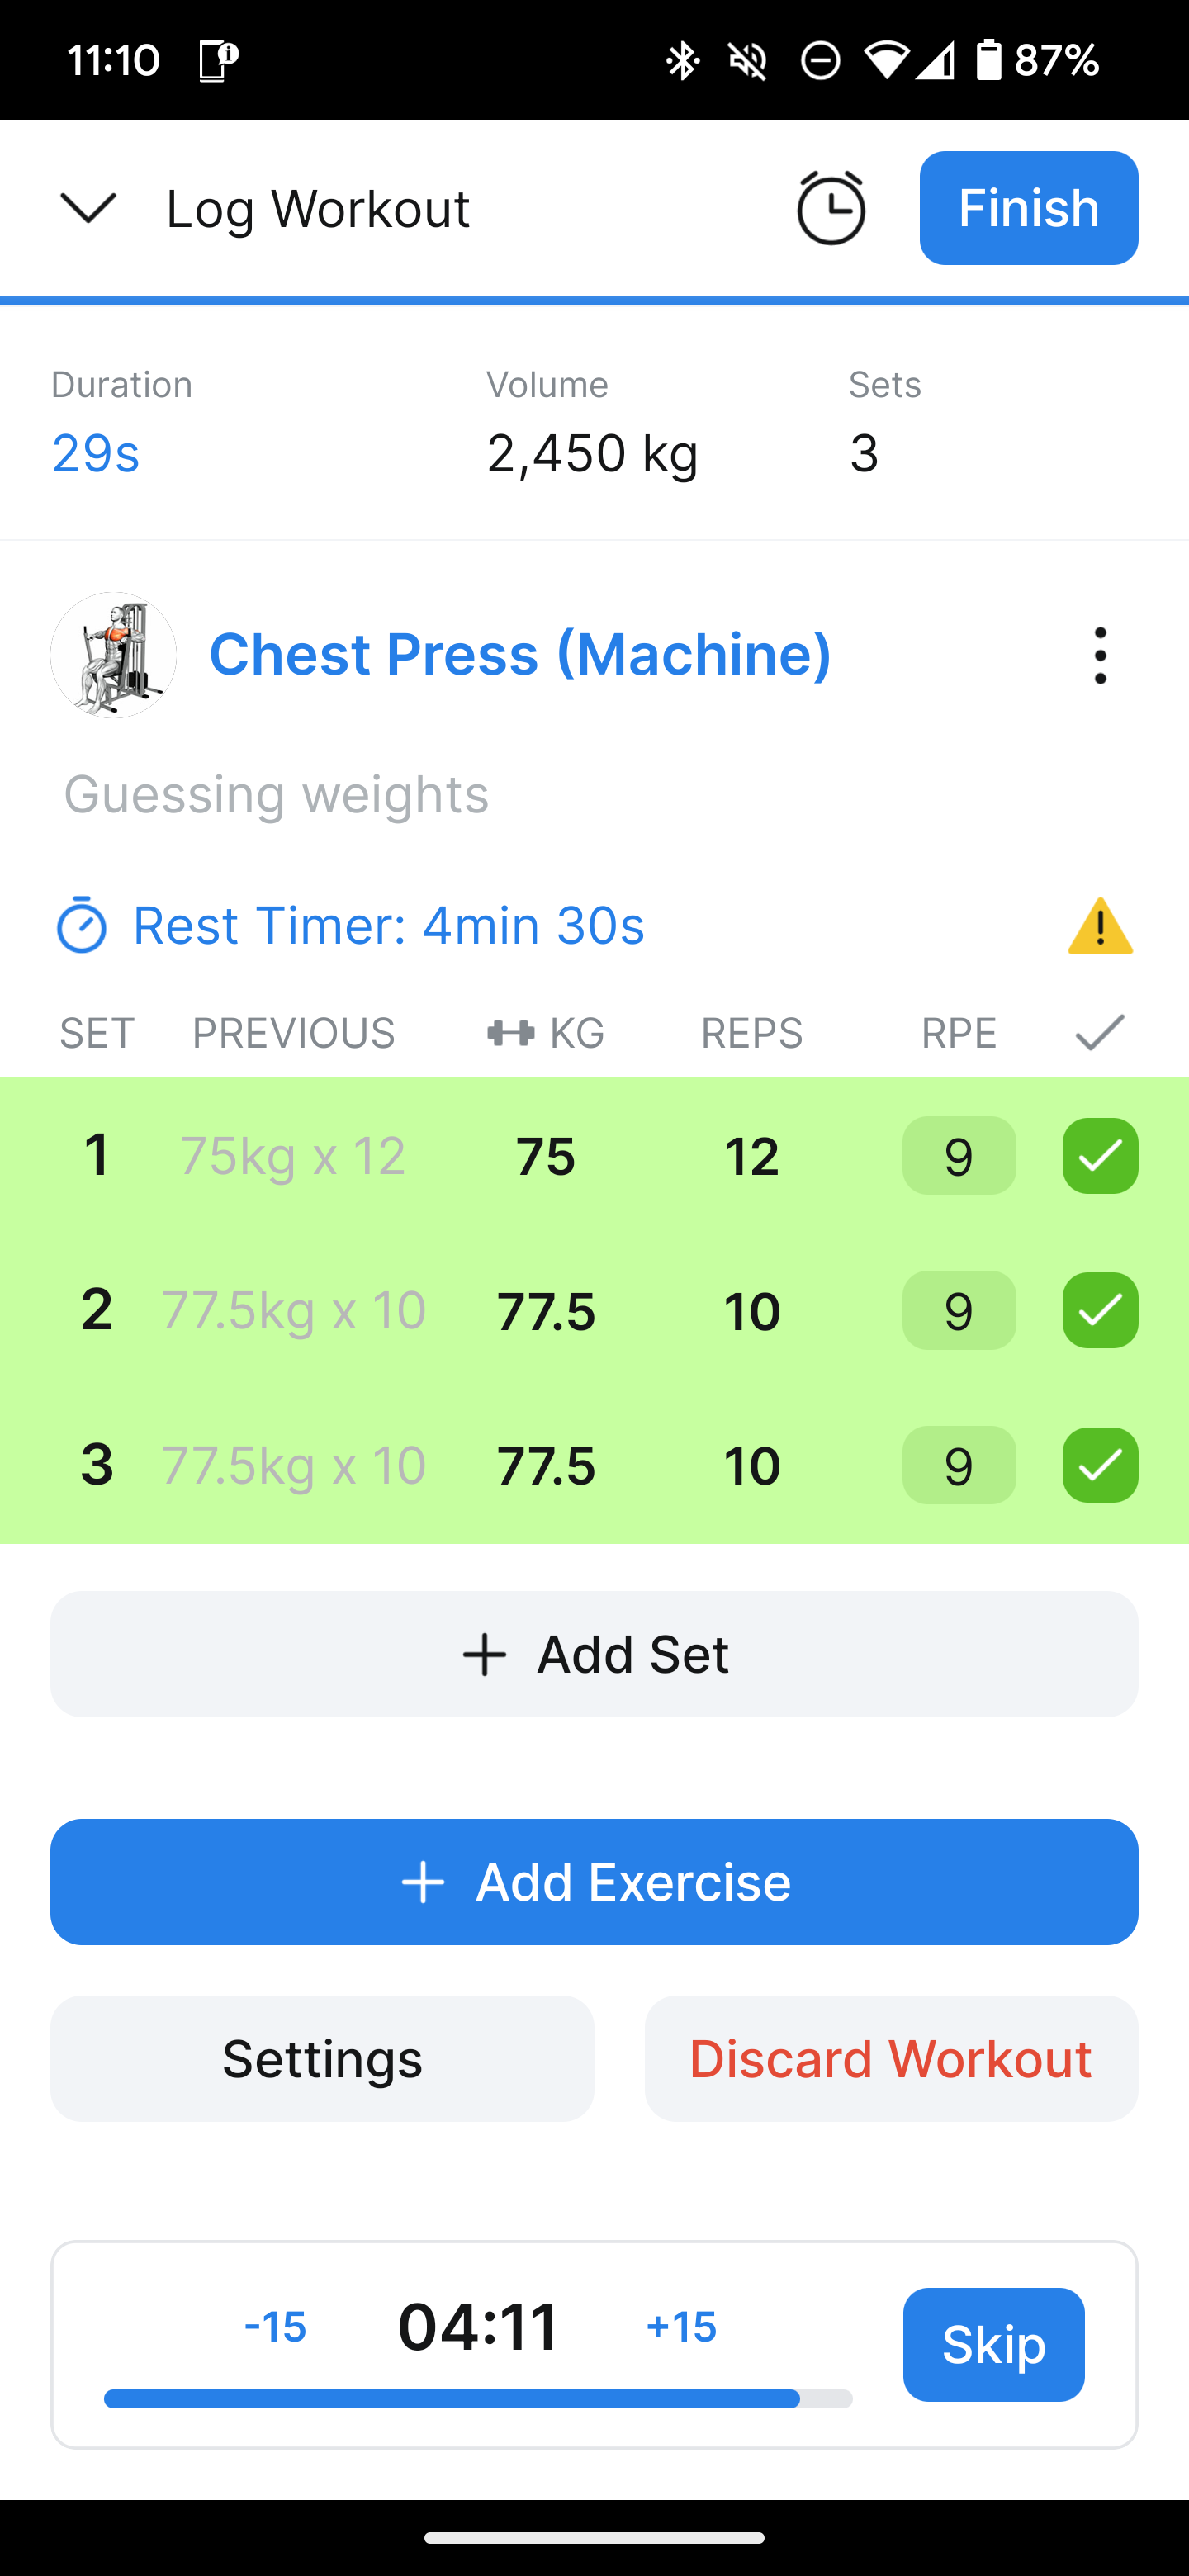 11:10 87%
Log Workout Finish
Duration Volume Sets
29s 2,450 kg 3
Chest Press (Machine)
Guessing weights
Rest Timer: 4min 30s
SET PREVIOUS KG REPS RPE
1 75kg x 12 75 12 9
2 77.5kg x 10 77.5 10 9
3 77.5kg x 10 77.5 10 9
+ Add Set
+ Add Exercise
Settings Discard Workout
-15 04:11 +15 Skip